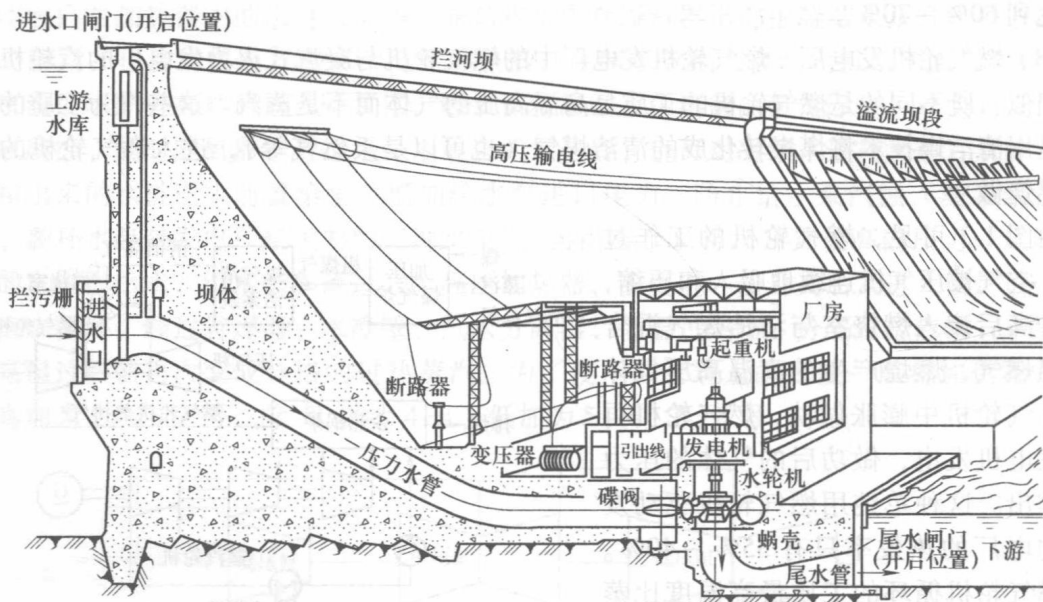 进水口闸门(开启位置)
拦河坝
上游
水库
溢流坝段
高压输电线
拦污栅
进水口
坝体
厂房
起重机
断路器
断路器
变压器
引出线
发电机
压力水管
碟阀
水轮机
蜗壳
尾水管
尾水闸门
(开启位置)
下游